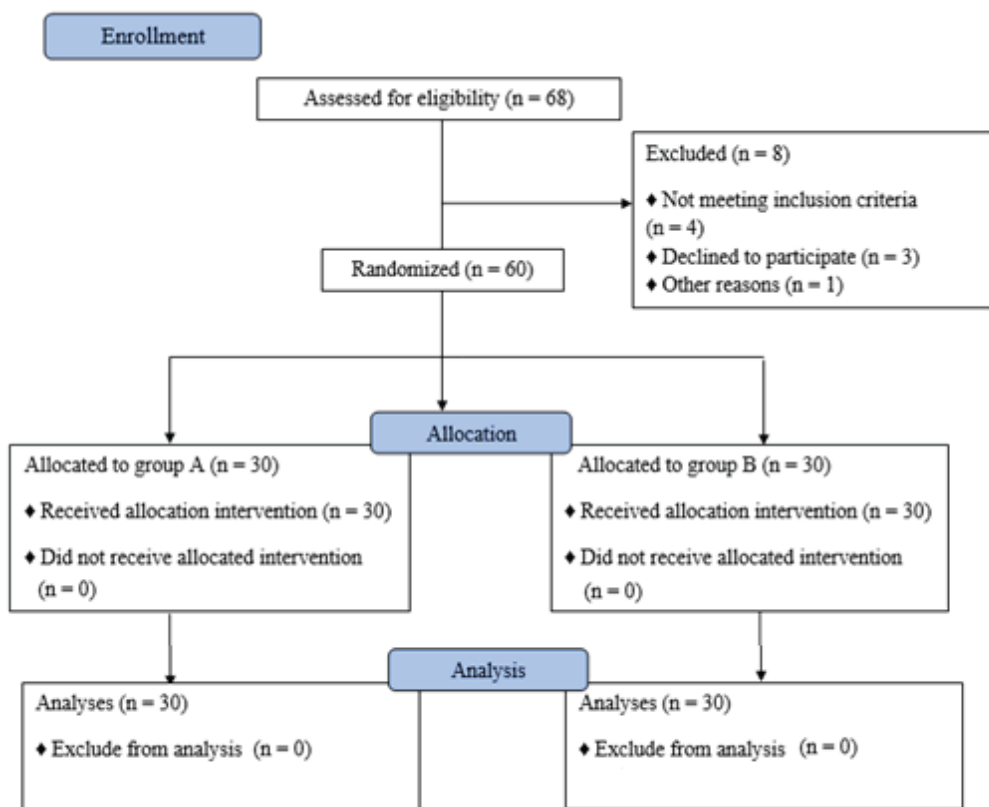 Enrollment
Assessed for eligibility (n = 68)
Excluded (n = 8)
♦ Not meeting inclusion criteria
(n = 4)
♦ Declined to participate (n = 3)
♦ Other reasons (n = 1)
Randomized (n = 60)
Allocation
Allocated to group A (n = 30)
♦ Received allocation intervention (n = 30)
♦ Did not receive allocated intervention
(n = 0)
Allocated to group B (n = 30)
♦ Received allocation intervention (n = 30)
♦ Did not receive allocated intervention
(n = 0)
Analysis
Analyses (n = 30)
♦ Exclude from analysis (n = 0)
Analyses (n = 30)
♦ Exclude from analysis (n = 0)